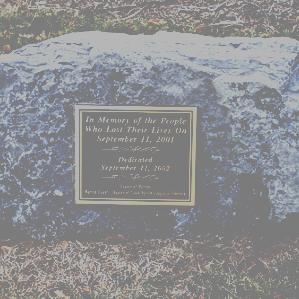 In Memory of the People
Who Lost Their Lives On
September 11, 2001
Dedicated
September 11, 2002